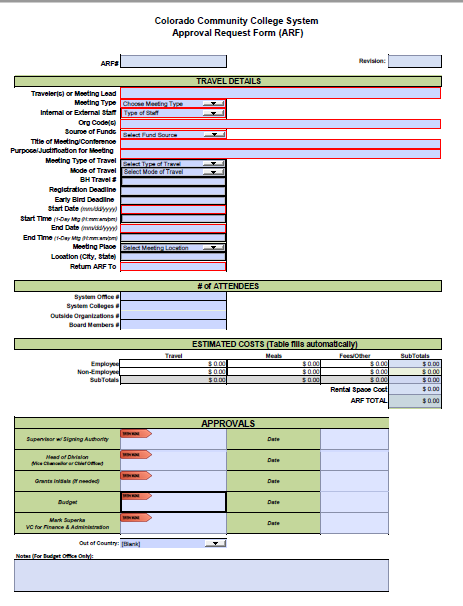 Colorado Community College System
Approval Request Form (ARF)
ARF#
Revision:
TRAVEL DETAILS
Traveler(s) or Meeting Lead
Meeting Type Choose Meeting Type
Internal or External Staff Type of Staff
Org Code(s)
Source of Funds Select Fund Source
Title of Meeting/Conference
Purpose/Justification for Meeting
Meeting Type of Travel Select Type of Travel
Mode of Travel Select Mode of Travel
BH Travel #
Registration Deadline
Early Bird Deadline
Start Date (mm/dd/yyyy)
Start Time (1-Day Mtg (H:mm am/pm)
End Date (mm/dd/yyyy)
End Time (1-Day Mtg (H:mm am/pm)
Meeting Place Select Meeting Location
Location (City, State)
Return ARF To
# of ATTENDEES
System Office #
System Colleges #
Outside Organizations #
Board Members #
ESTIMATED COSTS (Table fills automatically)
Travel Meals Fees/Other SubTotals
Employee $ 0.00 $ 0.00 $ 0.00 $ 0.00
Non-Employee $ 0.00 $ 0.00 $ 0.00 $ 0.00
SubTotals $ 0.00 $ 0.00 $ 0.00 $ 0.00
Rental Space Cost $ 0.00
ARF TOTAL $ 0.00
APPROVALS
Supervisor w/ Signing Authority Date
Head of Division
(Vice Chancellor or Chief Officer) Date
Grants Initials (if needed) Date
Budget Date
Mark Superka
VC for Finance & Administration Date
Out of Country: [Blank]
Notes (For Budget Office Only):